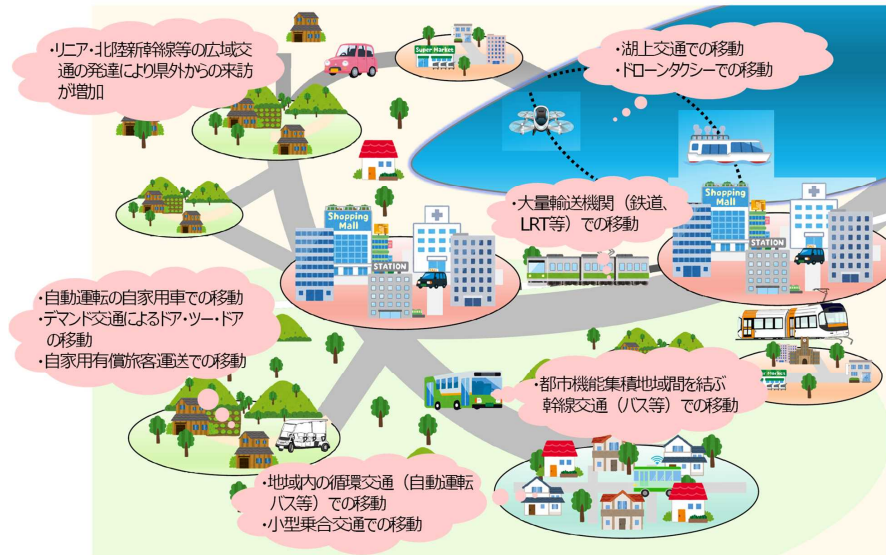 ・リニア・北陸新幹線等の広域交
通の発達により県外からの来訪
が増加
Super Market
・湖上交通での移動
・ドローンタクシーでの移動
・大量輸送機関（鉄道、
LRT等）での移動
Shopping
Mall
STATION
Shopping
Mall
STATION
・自動運転の自家用車での移動
・デマンド交通によるドア・ツー・ドア
の移動
・自家用有償旅客運送での移動
・都市機能集積地域間を結ぶ
幹線交通（バス等）での移動
・地域内の循環交通（自動運転
バス等）での移動
・小型乗合交通での移動